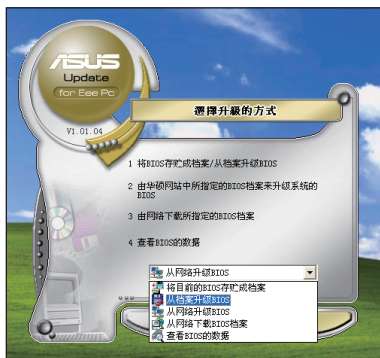 ASUS
Update
for Eee Pc
V1.01.04
選擇升級的方式
1 将BIOS存贮成档案/从档案升级BIOS
2 由华硕网站中所指定的BIOS档案来升级系统的
BIOS
3 由网络下载所指定的BIOS档案
4 查看BIOS的数据
从网络升级BIOS
将目前的BIOS存贮成档案
从档案升级BIOS
从网络升级BIOS
从网络下载BIOS档案
查看BIOS的数据